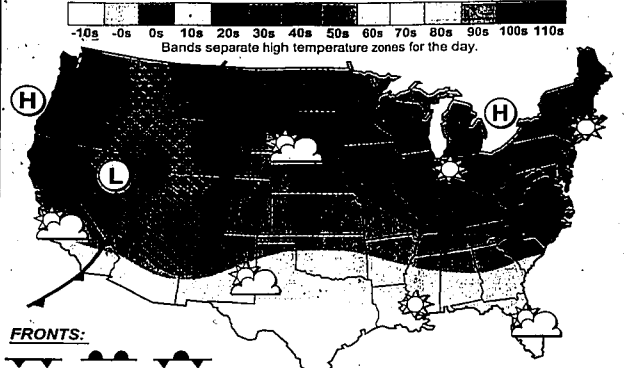 -10s -0s 0s 10s 20s 30s 40s 50s 60s 70s 80s 90s 100s 110s
Bands separate high temperature zones for the day.
H
H
L
FRONTS: